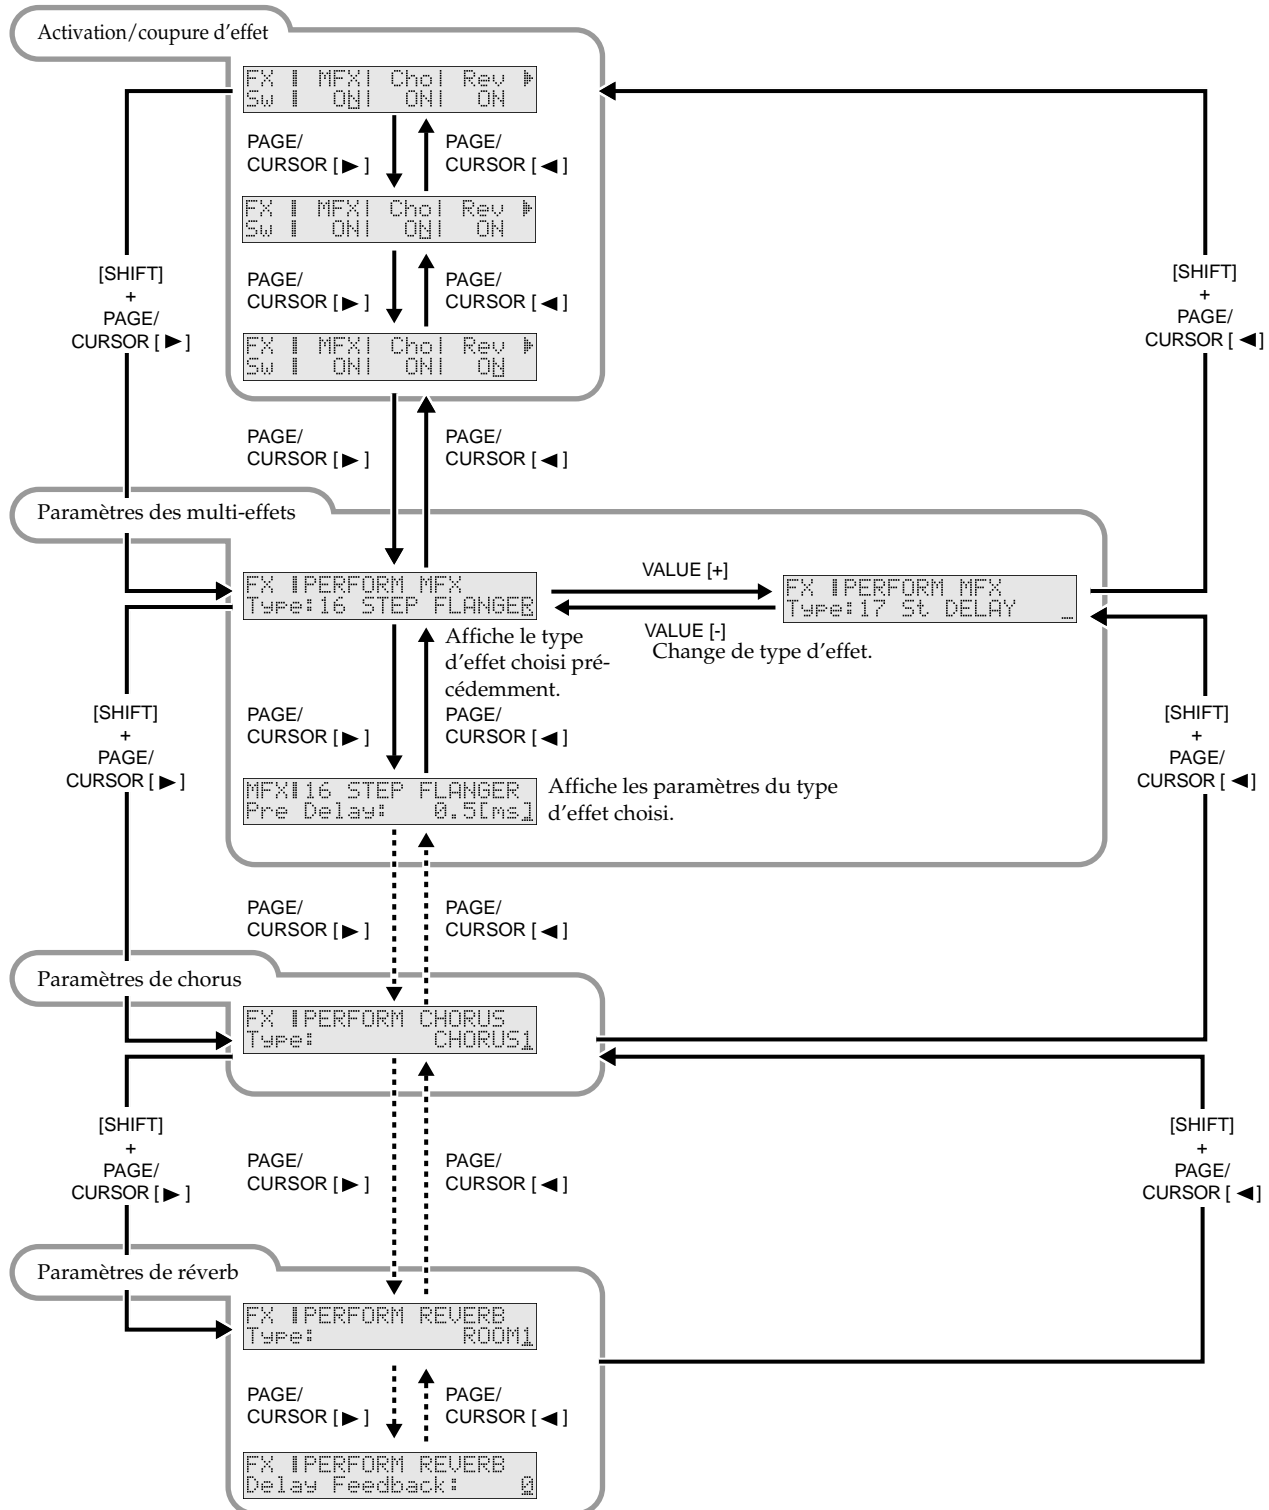 Activation/coupure d'effet
FX | MFX| Cho| Rev
Sw | ON| ON| ON
PAGE/
CURSOR [▶]
PAGE/
CURSOR [◀]
FX | MFX| Cho| Rev
Sw | ON| ON| ON
PAGE/
CURSOR [▶]
PAGE/
CURSOR [◀]
FX | MFX| Cho| Rev
Sw | ON| ON| ON
[SHIFT]
+
PAGE/
CURSOR [▶]
[SHIFT]
+
PAGE/
CURSOR [◀]
PAGE/
CURSOR [▶]
PAGE/
CURSOR [◀]
Paramètres des multi-effets
FX |PERFORM MFX
Type:16 STEP FLANGER
VALUE [+]
VALUE [-]
Change de type d'effet.
FX |PERFORM MFX
Type:17 St DELAY
Affiche le type
d'effet choisi pré-
cédemment.
PAGE/
CURSOR [▶]
PAGE/
CURSOR [◀]
[SHIFT]
+
PAGE/
CURSOR [▶]
[SHIFT]
+
PAGE/
CURSOR [◀]
MFX|16 STEP FLANGER
Pre Delay: 0.5[ms]
Affiche les paramètres du type
d'effet choisi.
PAGE/
CURSOR [▶]
PAGE/
CURSOR [◀]
Paramètres de chorus
FX |PERFORM CHORUS
Type: CHORUS1
[SHIFT]
+
PAGE/
CURSOR [▶]
PAGE/
CURSOR [▶]
PAGE/
CURSOR [◀]
[SHIFT]
+
PAGE/
CURSOR [◀]
Paramètres de réverb
FX |PERFORM REVERB
Type: ROOM1
PAGE/
CURSOR [▶]
PAGE/
CURSOR [◀]
FX |PERFORM REVERB
Delay Feedback: 0